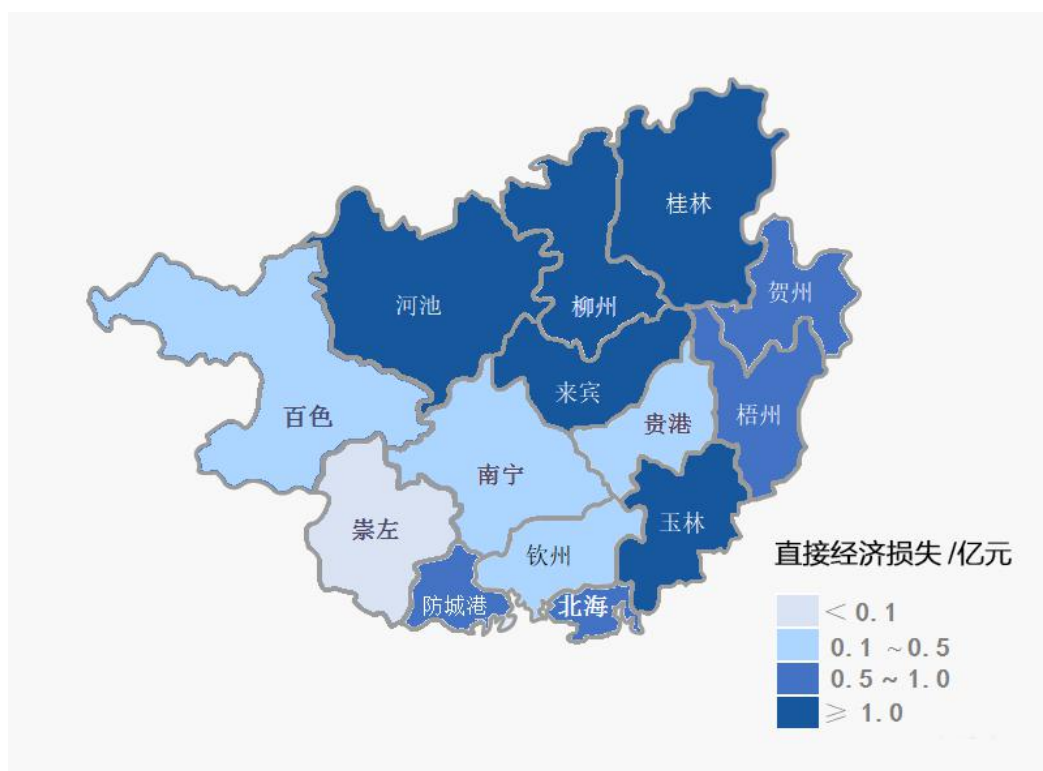 桂林
贺州
河池
柳州
来宾
梧州
百色
贵港
南宁
崇左
玉林
钦州
防城港
北海
直接经济损失/亿元
<0.1
0.1~0.5
0.5~1.0
≥1.0